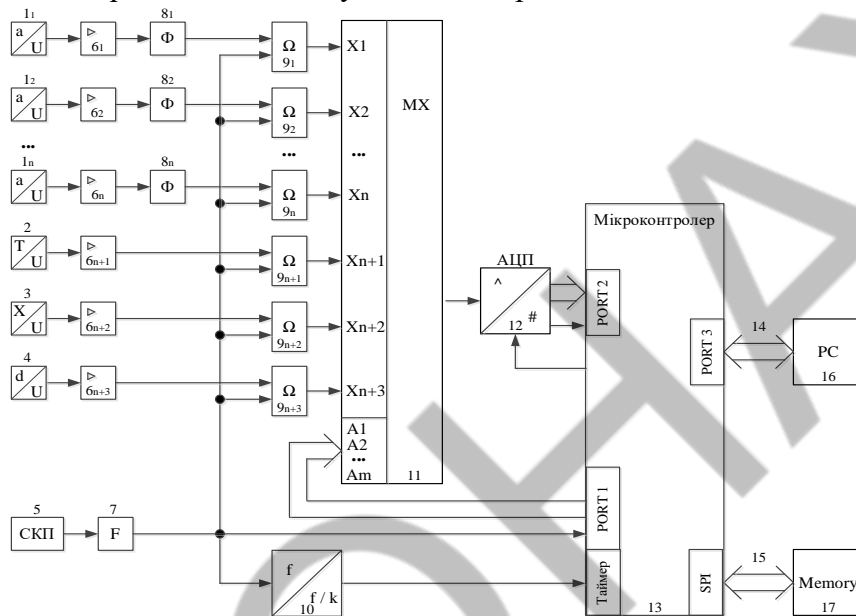 1₁
8₁
a
U
▷
6₁
Ф
Ω
9₁
X1
MX
1₂
8₂
a
U
▷
6₂
Ф
Ω
9₂
X2
...
...
...
1n
8n
a
U
▷
6n
Ф
Ω
9n
Xn
2
T
U
▷
6n+1
Ω
9n+1
Xn+1
3
X
U
▷
6n+2
Ω
9n+2
Xn+2
4
d
U
▷
6n+3
Ω
9n+3
Xn+3
A1
A2
...
Am
11
АЦП
^
#
12
Мікроконтролер
PORT 2
PORT 3
14
PC
16
5
СКП
7
F
PORT 1
f
f / k
10
Таймер
13
SPI
15
Memory
17